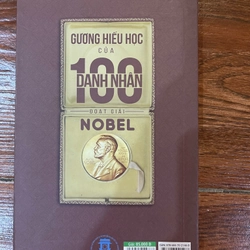 GƯƠNG HIẾU HỌC
CỦA
100
DANH NHÂN
ĐOẠT GIẢI
NOBEL